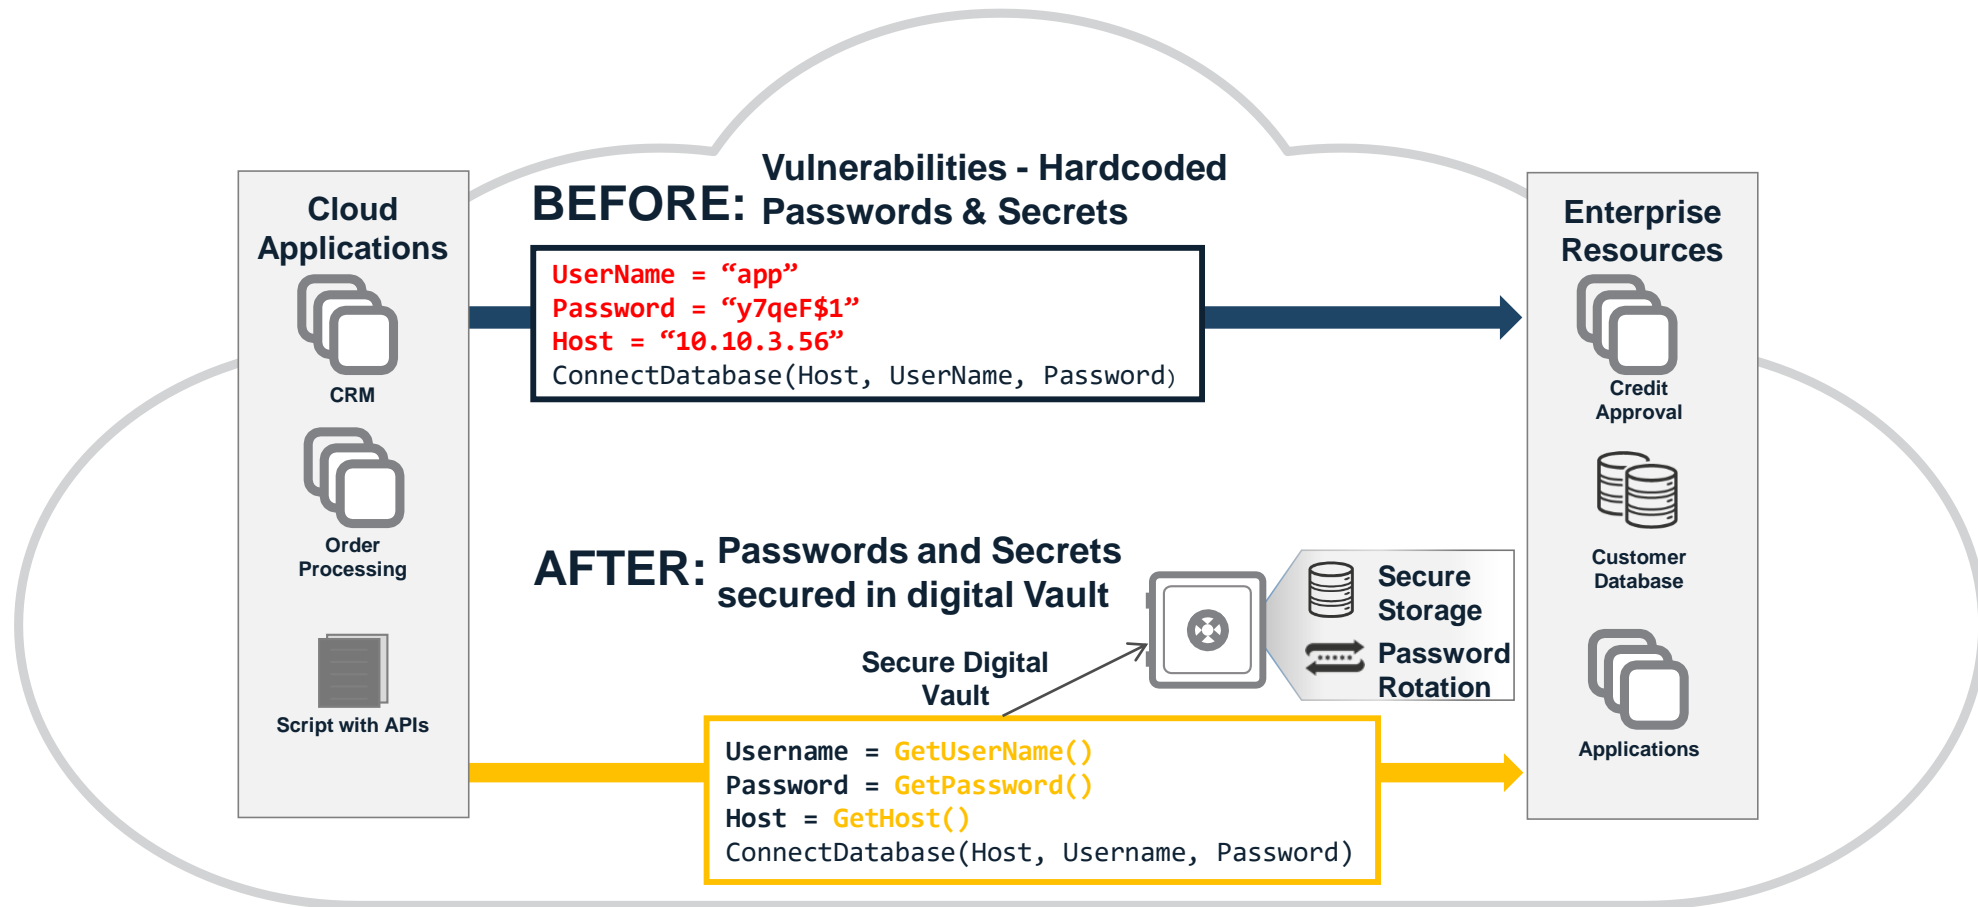 Cloud
Applications
CRM
Order
Processing
Script with APIs
BEFORE:
Vulnerabilities - Hardcoded
Passwords & Secrets
UserName = “app”
Password = “y7qeF$1”
Host = “10.10.3.56”
ConnectDatabase(Host, UserName, Password)
AFTER:
Passwords and Secrets
secured in digital Vault
Secure Digital
Vault
Secure
Storage
Password
Rotation
Username = GetUserName()
Password = GetPassword()
Host = GetHost()
ConnectDatabase(Host, Username, Password)
Enterprise
Resources
Credit
Approval
Customer
Database
Applications